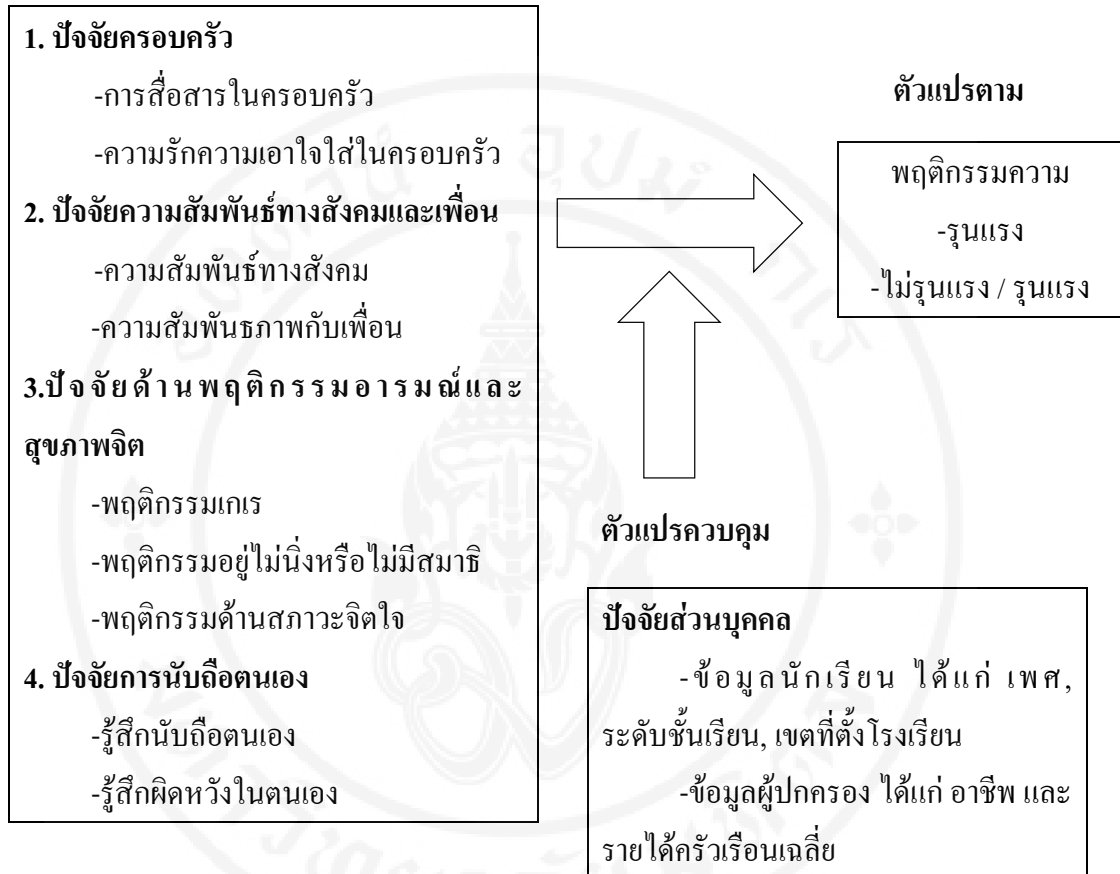 1. ปัจจัยครอบครัว
-การสื่อสารในครอบครัว
-ความรักความเอาใจใส่ในครอบครัว
2. ปัจจัยความสัมพันธ์ทางสังคมและเพื่อน
-ความสัมพันธ์ทางสังคม
-ความสัมพันธภาพกับเพื่อน
3.ปัจจัยด้านพฤติกรรมอารมณ์และ
สุขภาพจิต
-พฤติกรรมเกเร
-พฤติกรรมอยู่ไม่นิ่งหรือไม่มีสมาธิ
-พฤติกรรมด้านสภาวะจิตใจ
4. ปัจจัยการนับถือตนเอง
-รู้สึกนับถือตนเอง
-รู้สึกผิดหวังในตนเอง
ตัวแปรตาม
พฤติกรรมความ
-รุนแรง
-ไม่รุนแรง / รุนแรง
ตัวแปรควบคุม
ปัจจัยส่วนบุคคล
-ข้อมูลนักเรียน ได้แก่ เพศ,
ระดับชั้นเรียน, เขตที่ตั้งโรงเรียน
-ข้อมูลผู้ปกครอง ได้แก่ อาชีพ และ
รายได้ครัวเรือนเฉลี่ย